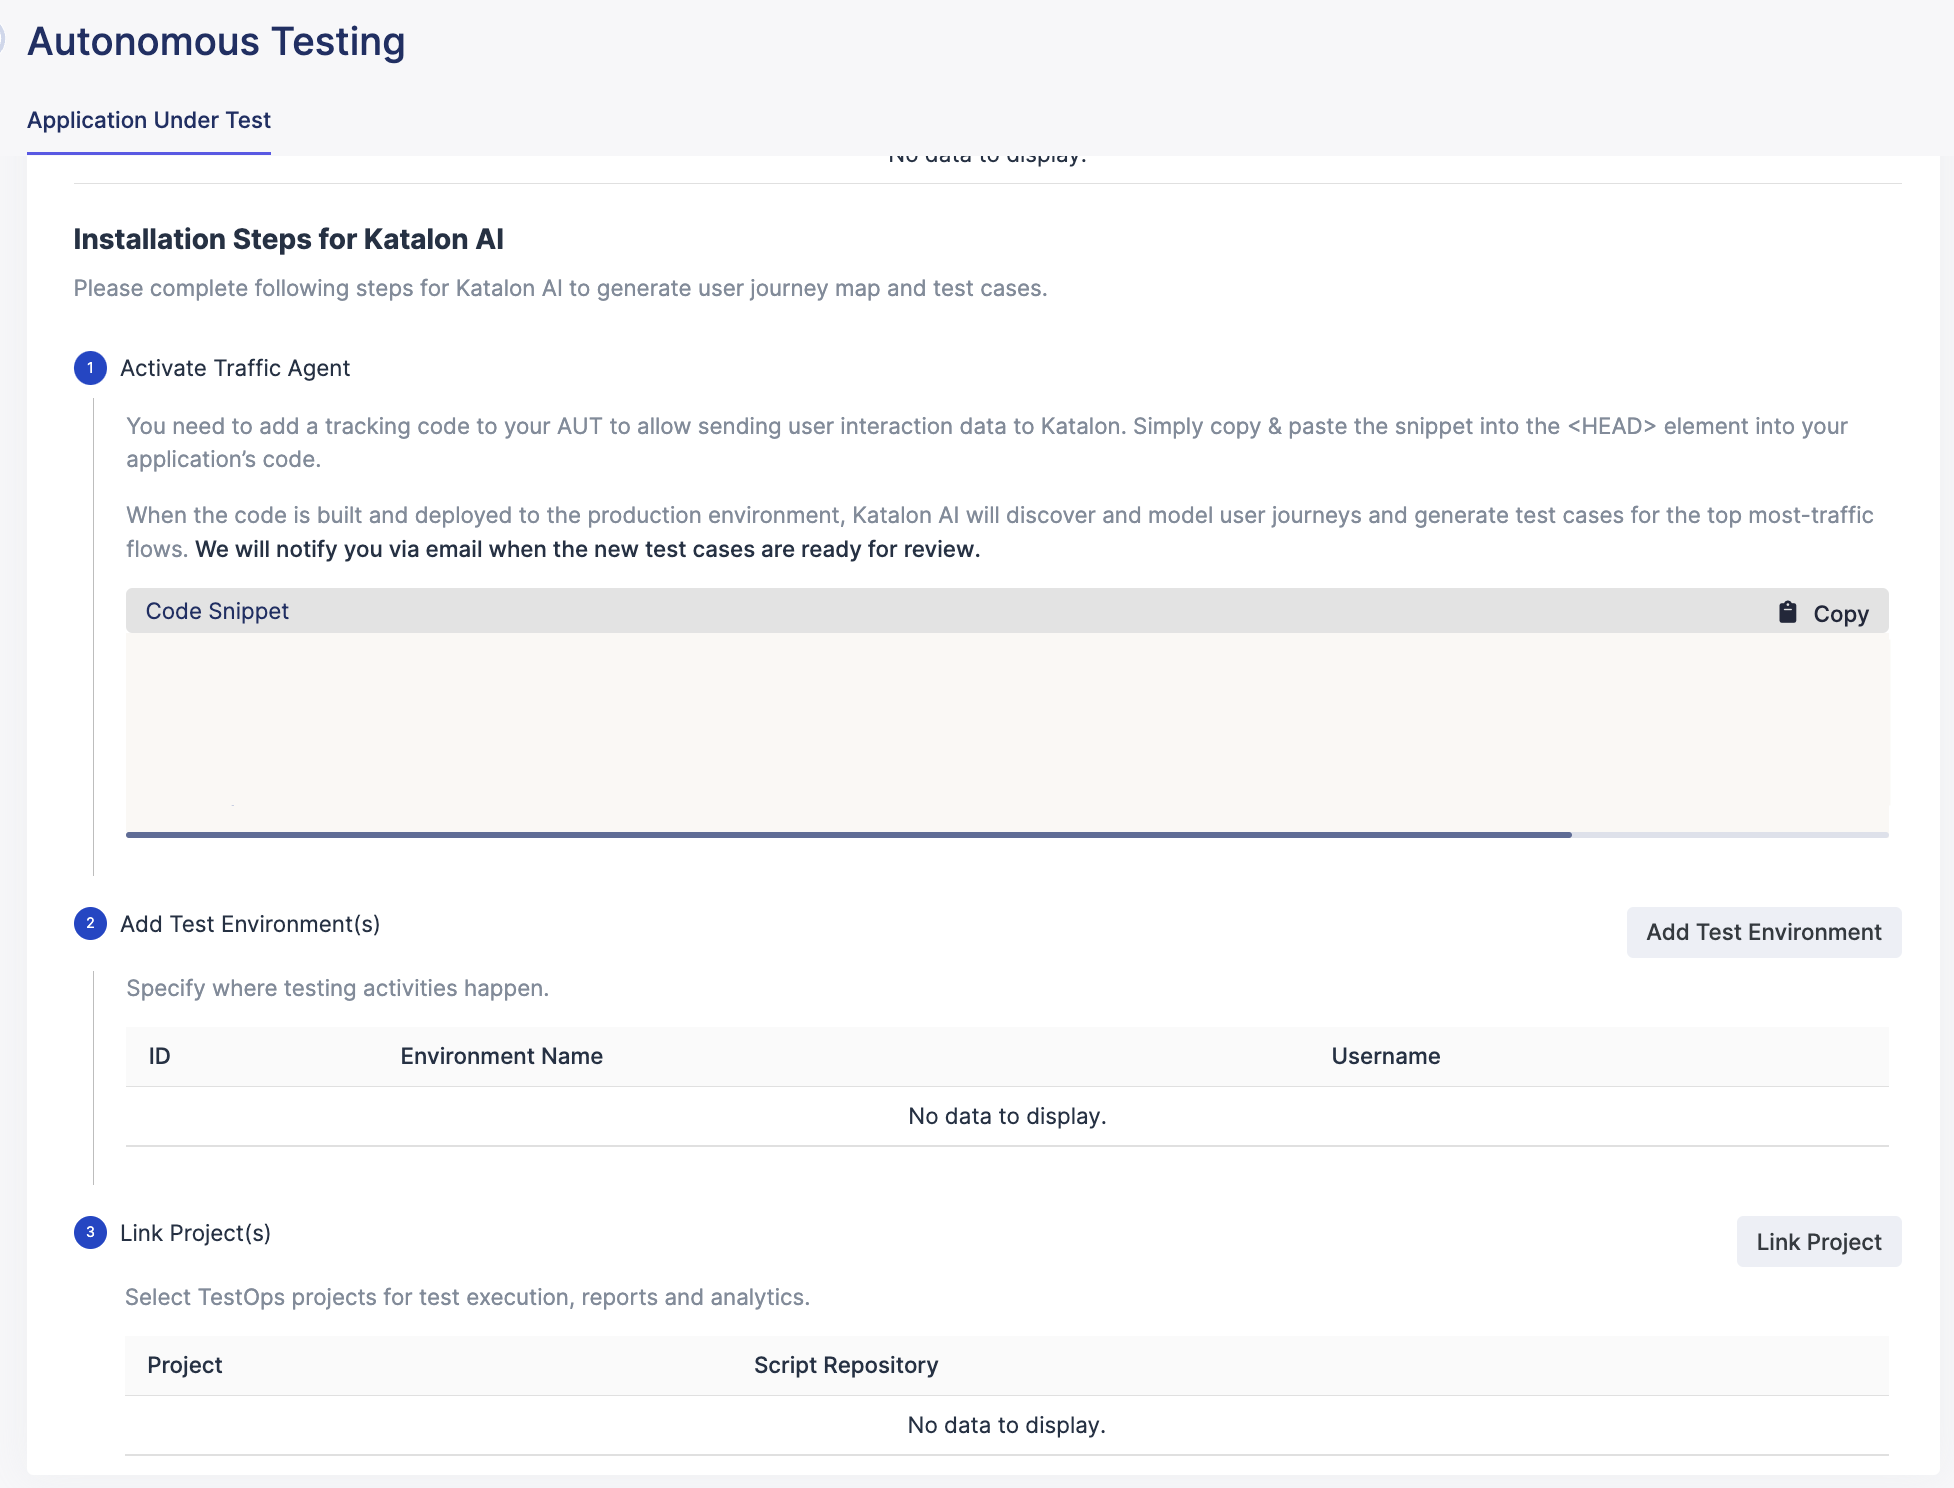 Autonomous Testing
Application Under Test
No data to display.
Installation Steps for Katalon AI
Please complete following steps for Katalon AI to generate user journey map and test cases.
1 Activate Traffic Agent
You need to add a tracking code to your AUT to allow sending user interaction data to Katalon. Simply copy & paste the snippet into the <HEAD> element into your
application’s code.
When the code is built and deployed to the production environment, Katalon AI will discover and model user journeys and generate test cases for the top most-traffic
flows. We will notify you via email when the new test cases are ready for review.
Code Snippet Copy
2 Add Test Environment(s) Add Test Environment
Specify where testing activities happen.
ID Environment Name Username
No data to display.
3 Link Project(s) Link Project
Select TestOps projects for test execution, reports and analytics.
Project Script Repository
No data to display.